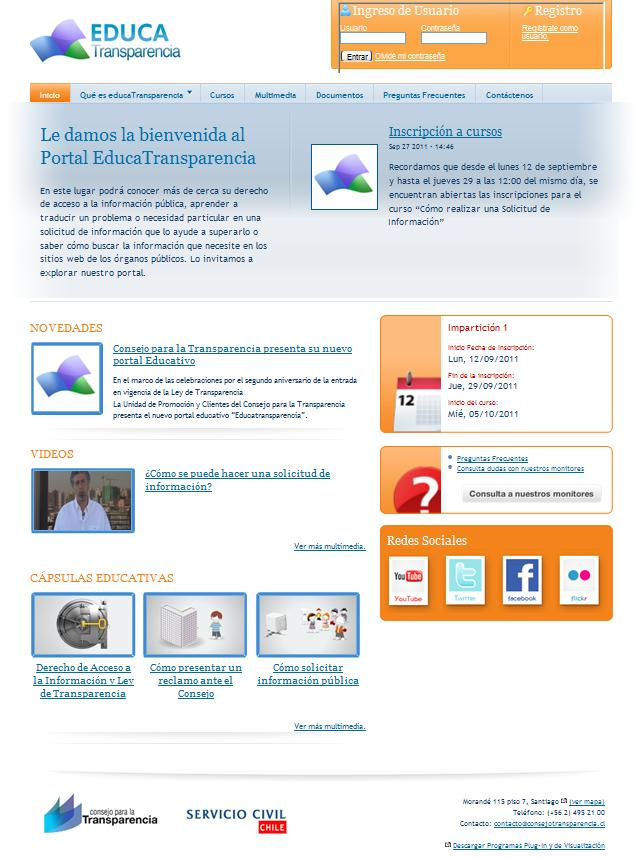 EDUCA
Transparencia
Ingreso de Usuario
Usuario
Contraseña
Entrar Olvide mi contraseña
Registro
Regístrate como
usuario.
Inicio
Qué es educaTransparencia
Cursos
Multimedia
Documentos
Preguntas Frecuentes
Contáctenos
Le damos la bienvenida al
Portal EducaTransparencia
En este lugar podrá conocer más de cerca su derecho
de acceso a la información pública, aprender a
traducir un problema o necesidad particular en una
solicitud de información que lo ayude a superarlo o
saber cómo buscar la información que necesite en los
sitios web de los órganos públicos. Lo invitamos a
explorar nuestro portal.
Inscripción a cursos
Sep 27 2011 - 14:46
Recordamos que desde el lunes 12 de septiembre
y hasta el jueves 29 a las 12:00 del mismo día, se
encuentran abiertas las inscripciones para el
curso “Cómo realizar una Solicitud de
Información”
NOVEDADES
Consejo para la Transparencia presenta su nuevo
portal Educativo
En el marco de las celebraciones por el segundo aniversario de la entrada
en vigencia de la Ley de Transparencia
La Unidad de Promoción y Clientes del Consejo para la Transparencia
presenta el nuevo portal educativo “Educatransparencia”.
VIDEOS
¿Cómo se puede hacer una solicitud de
información?
Ver más multimedia.
CÁPSULAS EDUCATIVAS
Derecho de Acceso a
la Información y Ley
de Transparencia
Cómo presentar un
reclamo ante el
Consejo
Cómo solicitar
información pública
Ver más multimedia.
12
Impartición 1
Inicio Fecha de Inscripción:
Lun, 12/09/2011
Fin de la Inscripción:
Jue, 29/09/2011
Inicio del curso:
Mié, 05/10/2011
?
Preguntas Frecuentes
Consulta dudas con nuestros monitores
Consulta a nuestros monitores
Redes Sociales
You Tube
YouTube
t
Twitter
f
facebook
flickr
consejo para la
Transparencia
SERVICIO CIVIL
CHILE
Morandé 115 piso 7, Santiago (ver mapa)
Teléfono: (+56 2) 495 21 00
Contacto: contacto@consejotransparencia.cl
Descargar Programas Plug-in y de Visualización